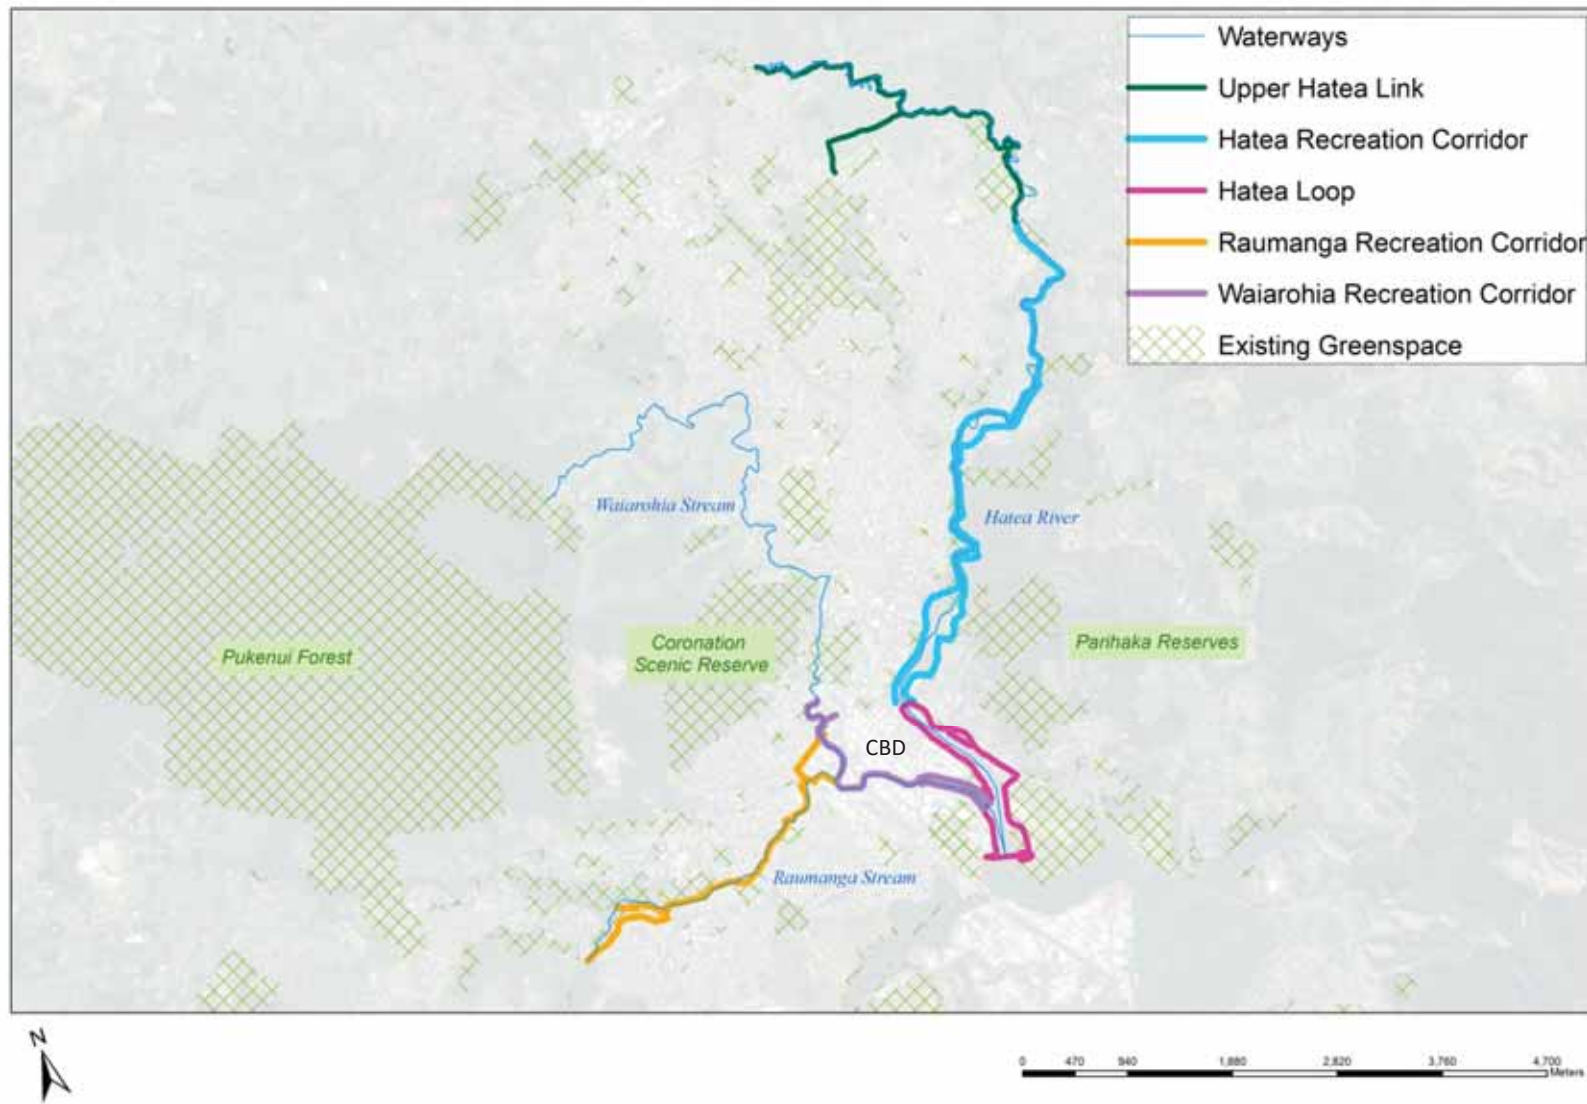 Waterways
Upper Hatea Link
Hatea Recreation Corridor
Hatea Loop
Raumanga Recreation Corridor
Waiarohia Recreation Corridor
Existing Greenspace
Waiarohia Stream
Hatea River
Pukenui Forest
Coronation
Scenic Reserve
Parihaka Reserves
CBD
Raumanga Stream
N
0 470 940 1,880 2,820 3,760 4,700
Meters